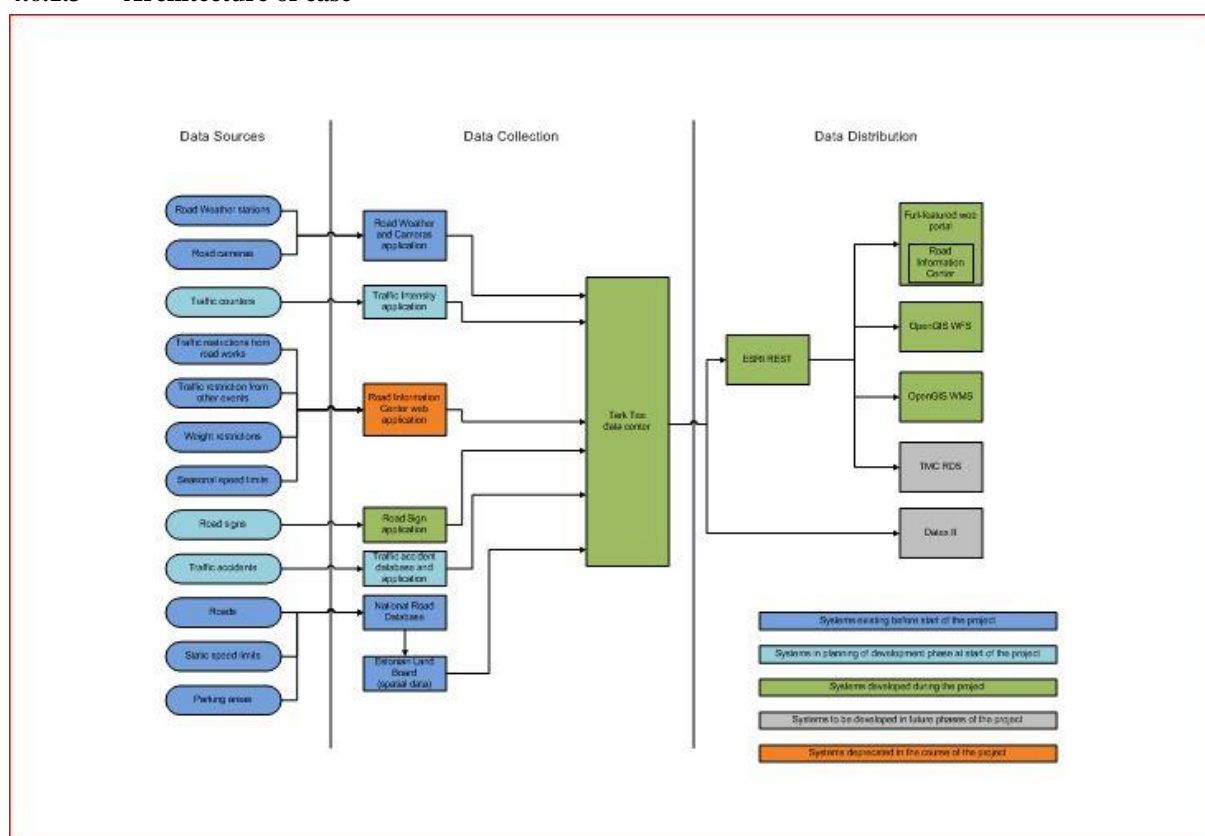 Data Sources
Data Collection
Data Distribution
Road Weather stations
Road cameras
Traffic counters
Traffic restrictions from
road works
Traffic restriction from
other events
Weight restrictions
Seasonal speed limits
Road signs
Traffic accidents
Roads
Static speed limits
Parking areas
Road Weather
and Cameras
application
Traffic Intensity
application
Road Information
Center web
application
Road Sign
application
Traffic accident
database and
application
National Road
Database
Estonian Land
Board
(spatial data)
Tark Tee
data center
ESRI REST
Full-featured web
portal
Road
Information
Center
OpenGIS WFS
OpenGIS WMS
TMC RDS
Datex II
Systems existing before start of the project
Systems in planning of development phase at start of the project
Systems developed during the project
Systems to be developed in future phases of the project
Systems deprecated in the course of the project